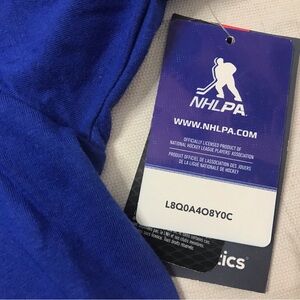 NHLPA
WWW.NHLPA.COM
OFFICIALLY LICENSED PRODUCT OF
NATIONAL HOCKEY LEAGUE PLAYERS' ASSOCIATION
PRODUIT OFFICIEL DE L'ASSOCIATION DES JOUEURS
DE LA LIGUE NATIONALE DE HOCKEY
L8Q0A4O8Y0C
tics